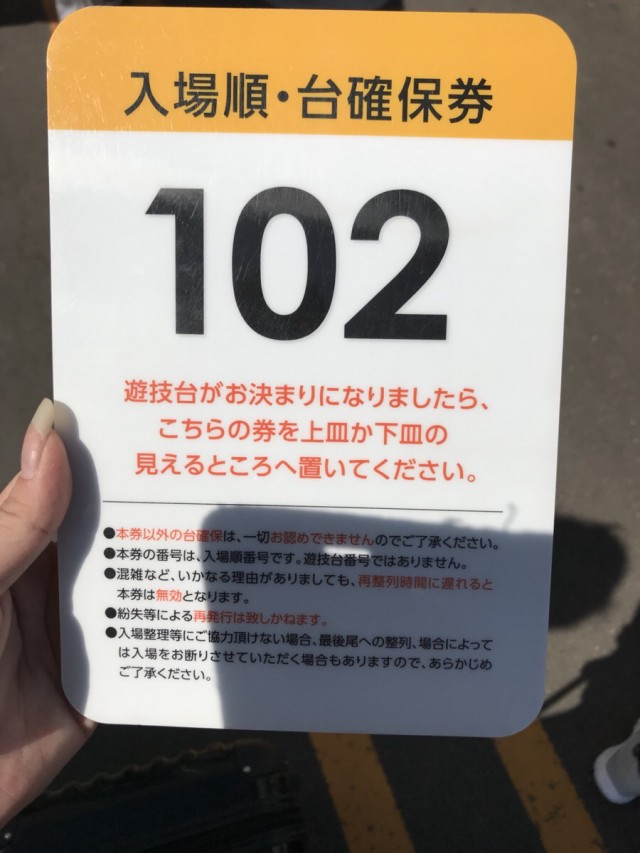 入場順・台確保券
102
遊技台がお決まりになりましたら、
こちらの券を上皿か下皿の
見えるところへ置いてください。
●本券以外の台確保は、一切お認めできませんのでご了承ください。
●本券の番号は、入場順番号です。遊技台番号ではありません。
●混雑など、いかなる理由がありましても、再整列時間に遅れると
本券は無効となります。
●紛失等による再発行は致しかねます。
●入場整理等にご協力頂けない場合、最後尾への整列、場合によって
は入場をお断りさせていただく場合もありますので、あらかじめ
ご了承ください。